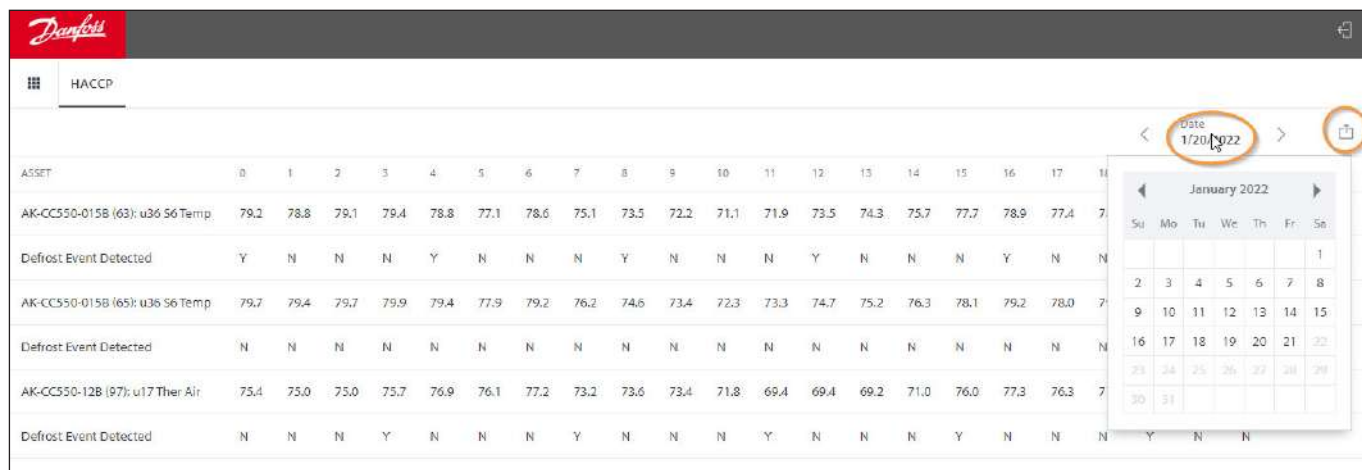 Danfoss
HACCP
Date
1/20/2022
ASSET 0 1 2 3 4 5 6 7 8 9 10 11 12 13 14 15 16 17
AK-CC550-015B (63): u36 S6 Temp 79.2 78.8 79.1 79.4 78.8 77.1 78.6 75.1 73.5 72.2 71.1 71.9 73.5 74.3 75.7 77.7 78.9 77.4
Defrost Event Detected Y N N N Y N N N Y N N N Y N N N Y N N
AK-CC550-015B (65): u36 S6 Temp 79.7 79.4 79.7 79.9 79.4 77.9 79.2 76.2 74.6 73.4 72.3 73.3 74.7 75.2 76.3 78.1 79.2 78.0
Defrost Event Detected N N N N N N N N N N N N N N N N N N N
AK-CC550-12B (97): u17 Ther Air 75.4 75.0 75.0 75.7 76.9 76.1 77.2 73.2 73.6 73.4 71.8 69.4 69.4 69.2 71.0 76.0 77.3 76.3
Defrost Event Detected N N N Y N N N Y N N N Y N N N Y N N N Y N N
January 2022
Su Mo Tu We Th Fr Sa
1
2 3 4 5 6 7 8
9 10 11 12 13 14 15
16 17 18 19 20 21 22
23 24 25 26 27 28 29
30 31